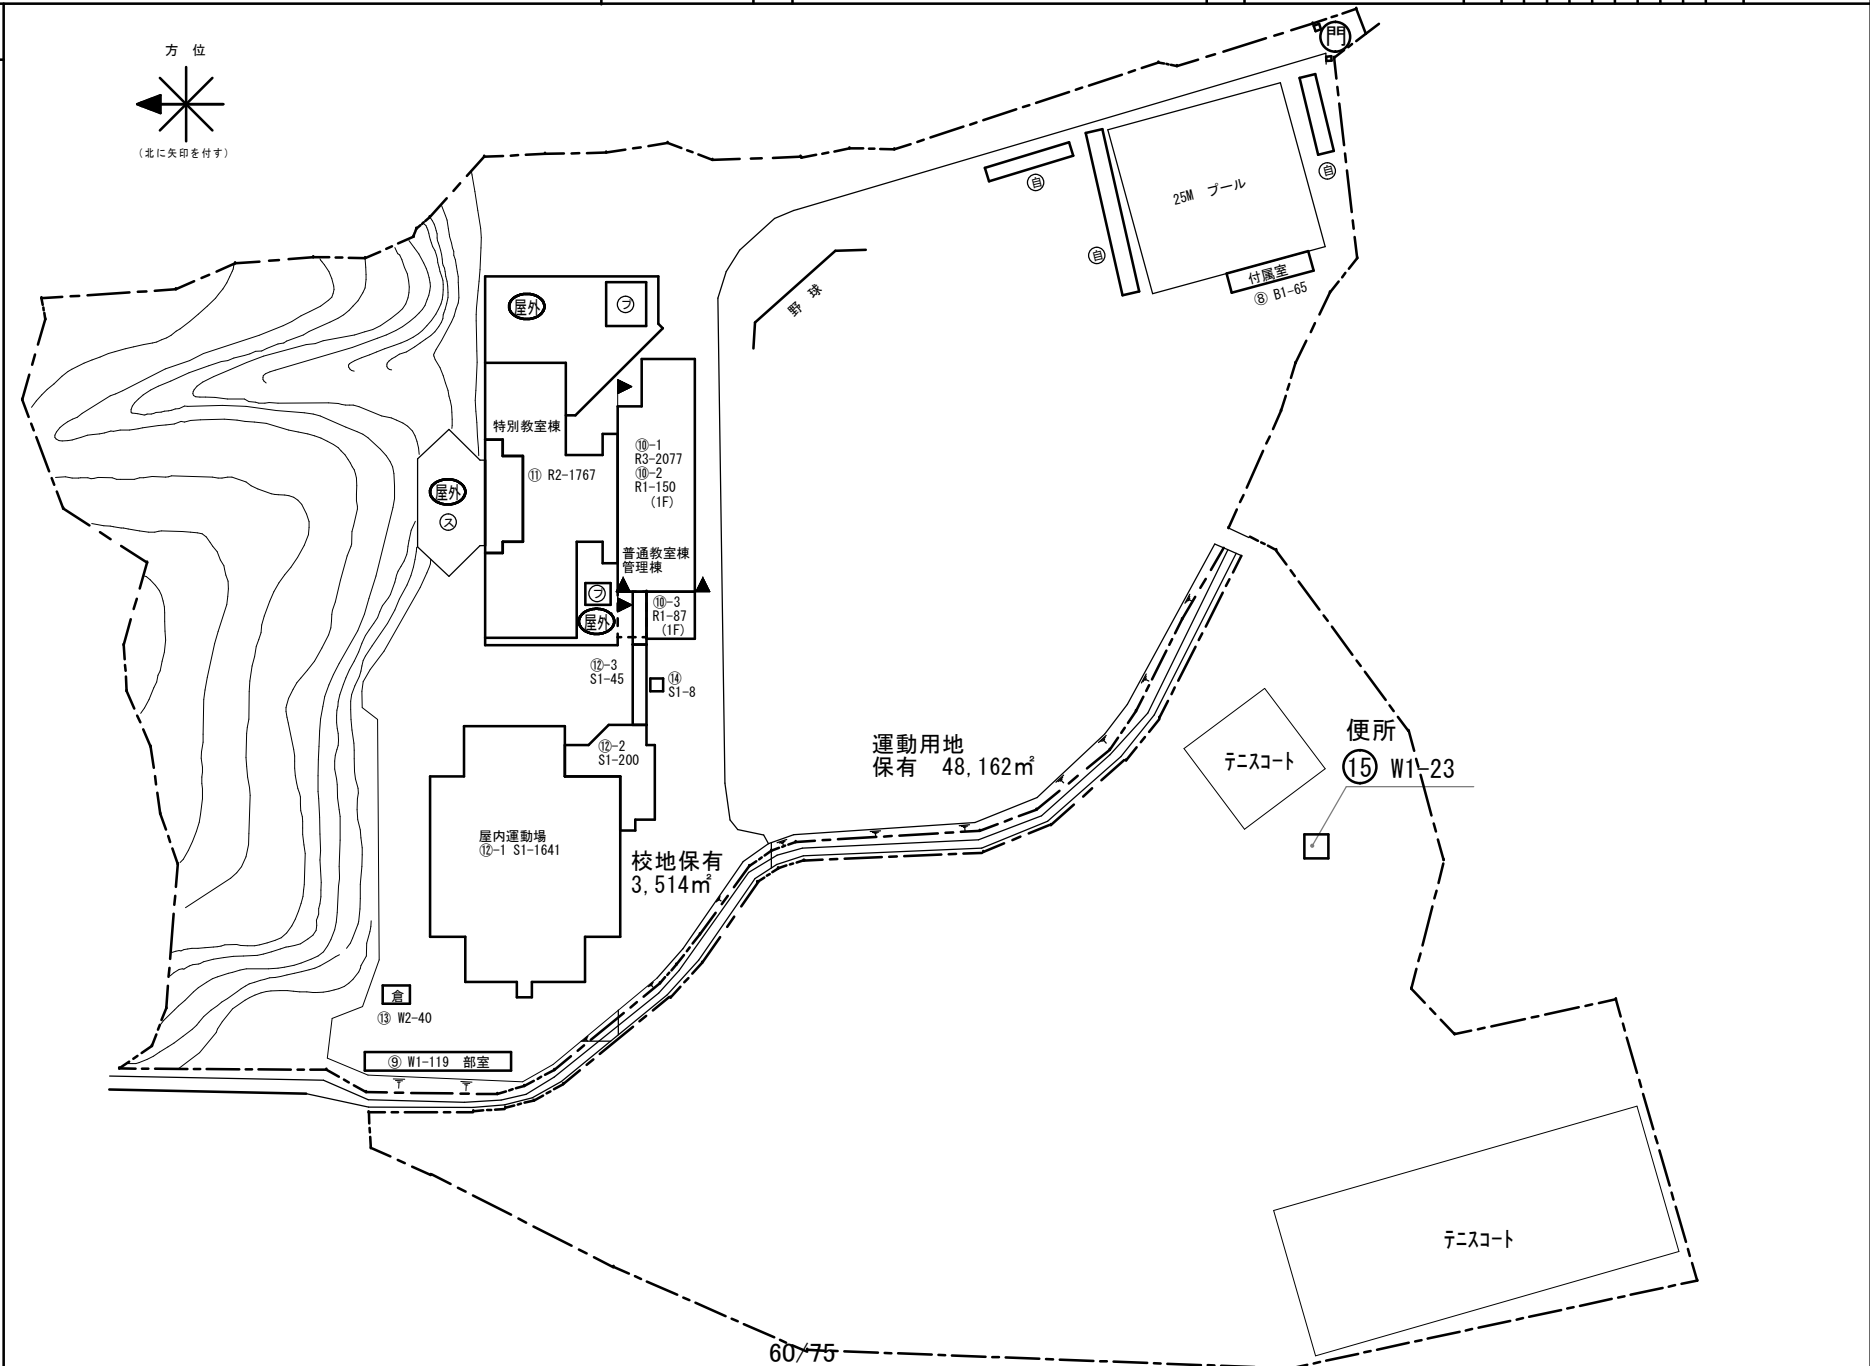 方 位
(北に矢印を付す)
門
25M プール
自
自
自
付属室
⑧ B1-65
野 球
屋外
フ
特別教室棟
⑪ R2-1767
⑩-1
R3-2077
⑩-2
R1-150
(1F)
屋外
ス
普通教室棟
管理棟
フ
屋外
⑩-3
R1-87
(1F)
⑫-3
S1-45
⑭
S1-8
⑫-2
S1-200
運動用地
保有 48,162㎡
テニスコート
便所
⑮ W1-23
屋内運動場
⑫-1 S1-1641
校地保有
3,514㎡
倉
⑬ W2-40
⑨ W1-119 部室
テニスコート
60/75